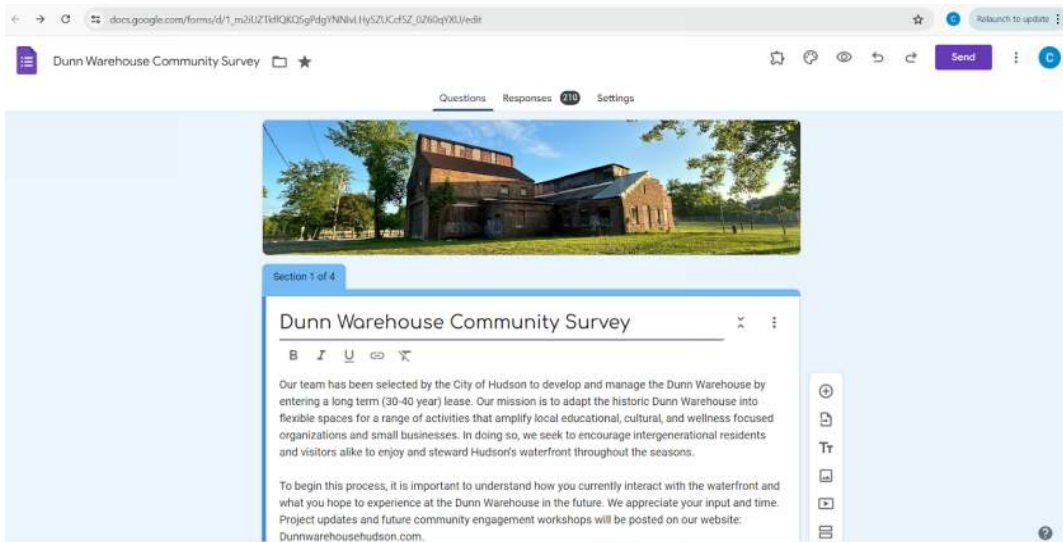 Relaunch to update
Dunn Warehouse Community Survey
Send
C
Questions Responses 210 Settings
Section 1 of 4
Dunn Warehouse Community Survey
B I U
Our team has been selected by the City of Hudson to develop and manage the Dunn Warehouse by
entering a long term (30-40 year) lease. Our mission is to adapt the historic Dunn Warehouse into
flexible spaces for a range of activities that amplify local educational, cultural, and wellness focused
organizations and small businesses. In doing so, we seek to encourage intergenerational residents
and visitors alike to enjoy and steward Hudson's waterfront throughout the seasons.
To begin this process, it is important to understand how you currently interact with the waterfront and
what you hope to experience at the Dunn Warehouse in the future. We appreciate your input and time.
Project updates and future community engagement workshops will be posted on our website:
Dunnwarehousehudson.com.
Tт